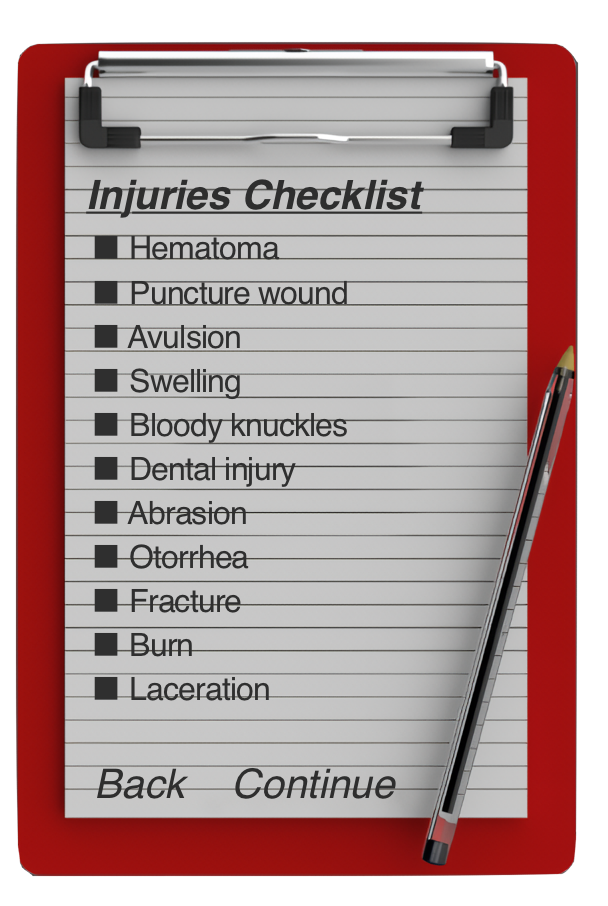 Injuries Checklist
■ Hematoma
■ Puncture wound
■ Avulsion
■ Swelling
■ Bloody knuckles
■ Dental injury
■ Abrasion
■ Otorrhea
■ Fracture
■ Burn
■ Laceration
Back Continue